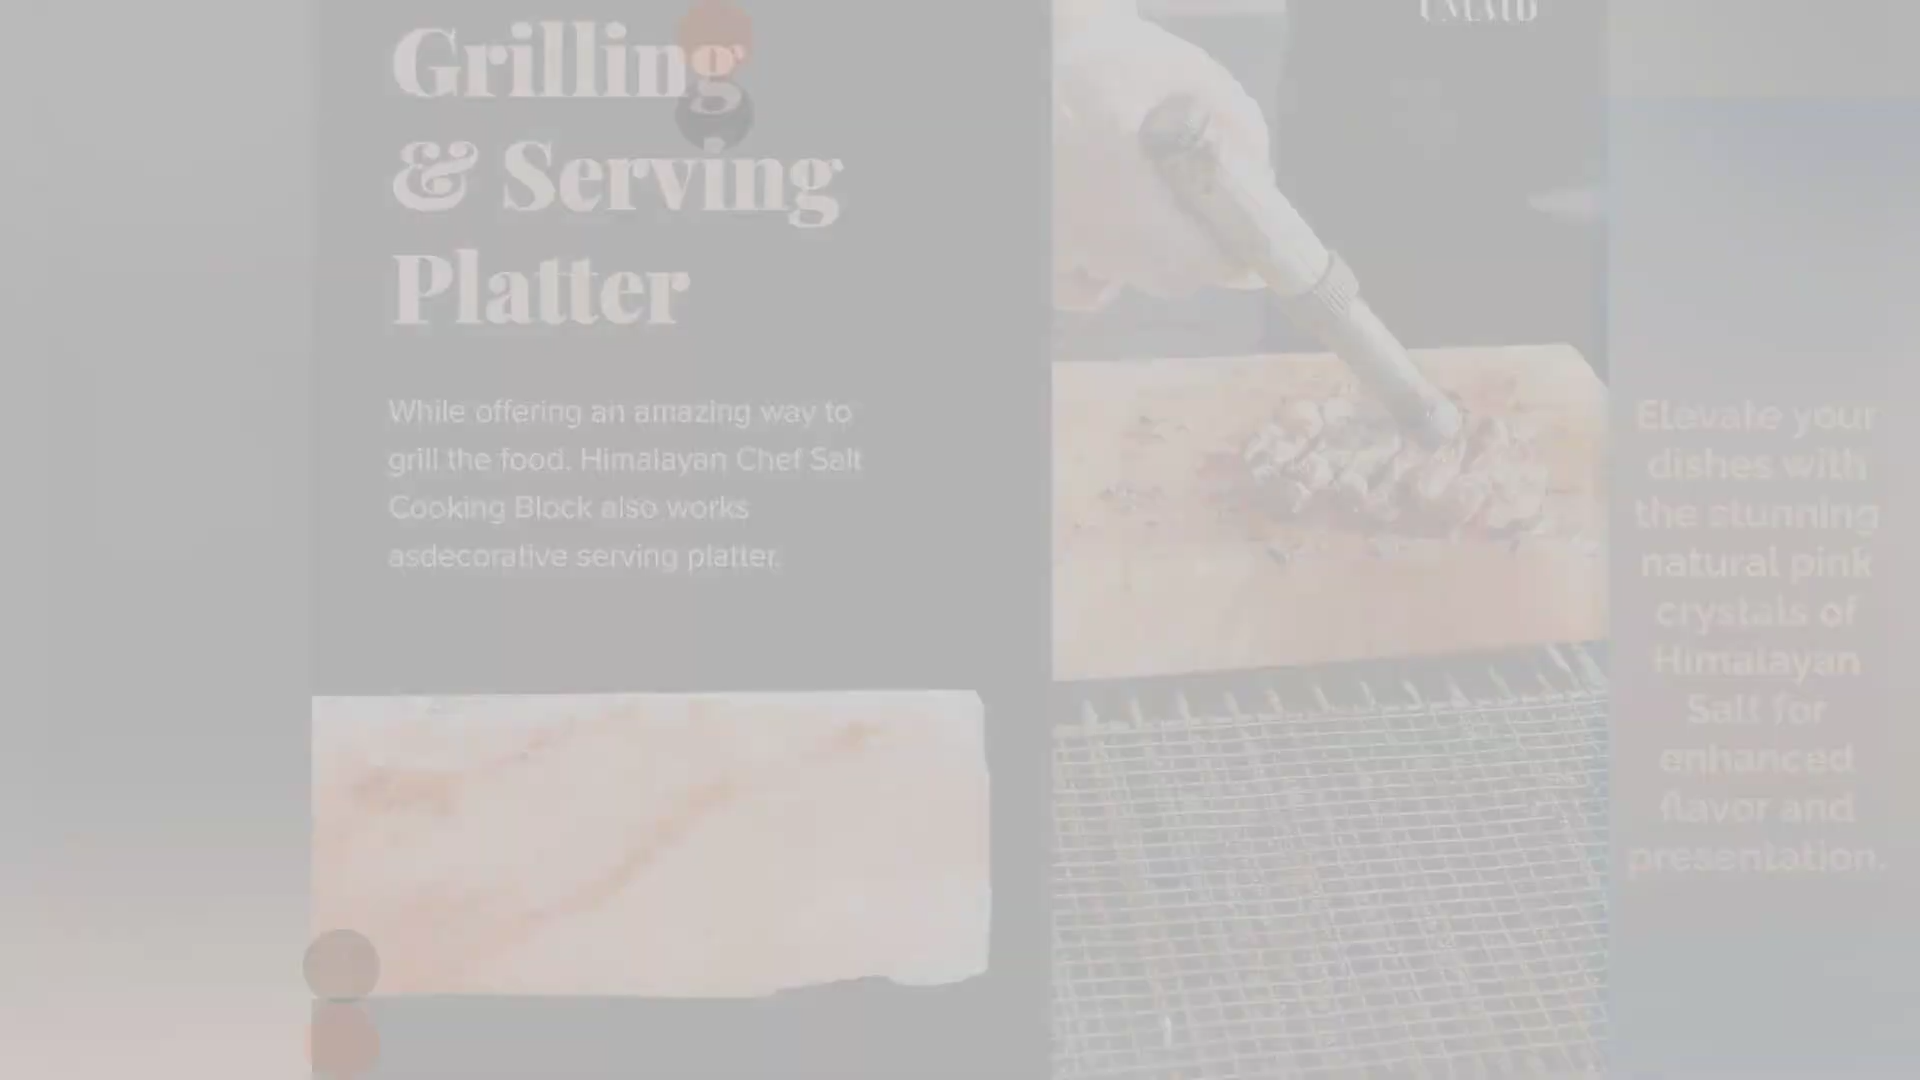 Grilling
& Serving
Platter
While offering an amazing way to
grill the food. Himalayan Chef Salt
Cooking Block also works
asdecorative serving platter.
Elevate your
dishes with
the stunning
natural pink
crystals of
Himalayan
Salt for
enhanced
flavor and
presentation.